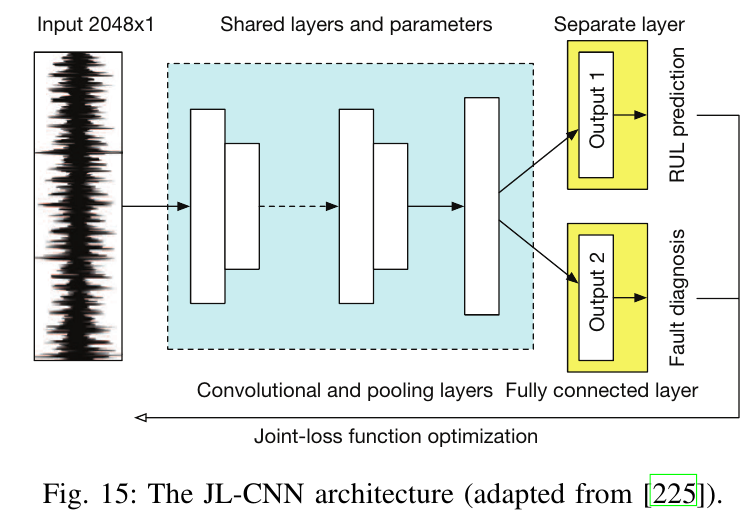 Input 2048x1
Shared layers and parameters
Separate layer
Output 1
RUL prediction
Output 2
Fault diagnosis
Convolutional and pooling layers
Fully connected layer
Joint-loss function optimization
Fig. 15: The JL-CNN architecture (adapted from [225]).